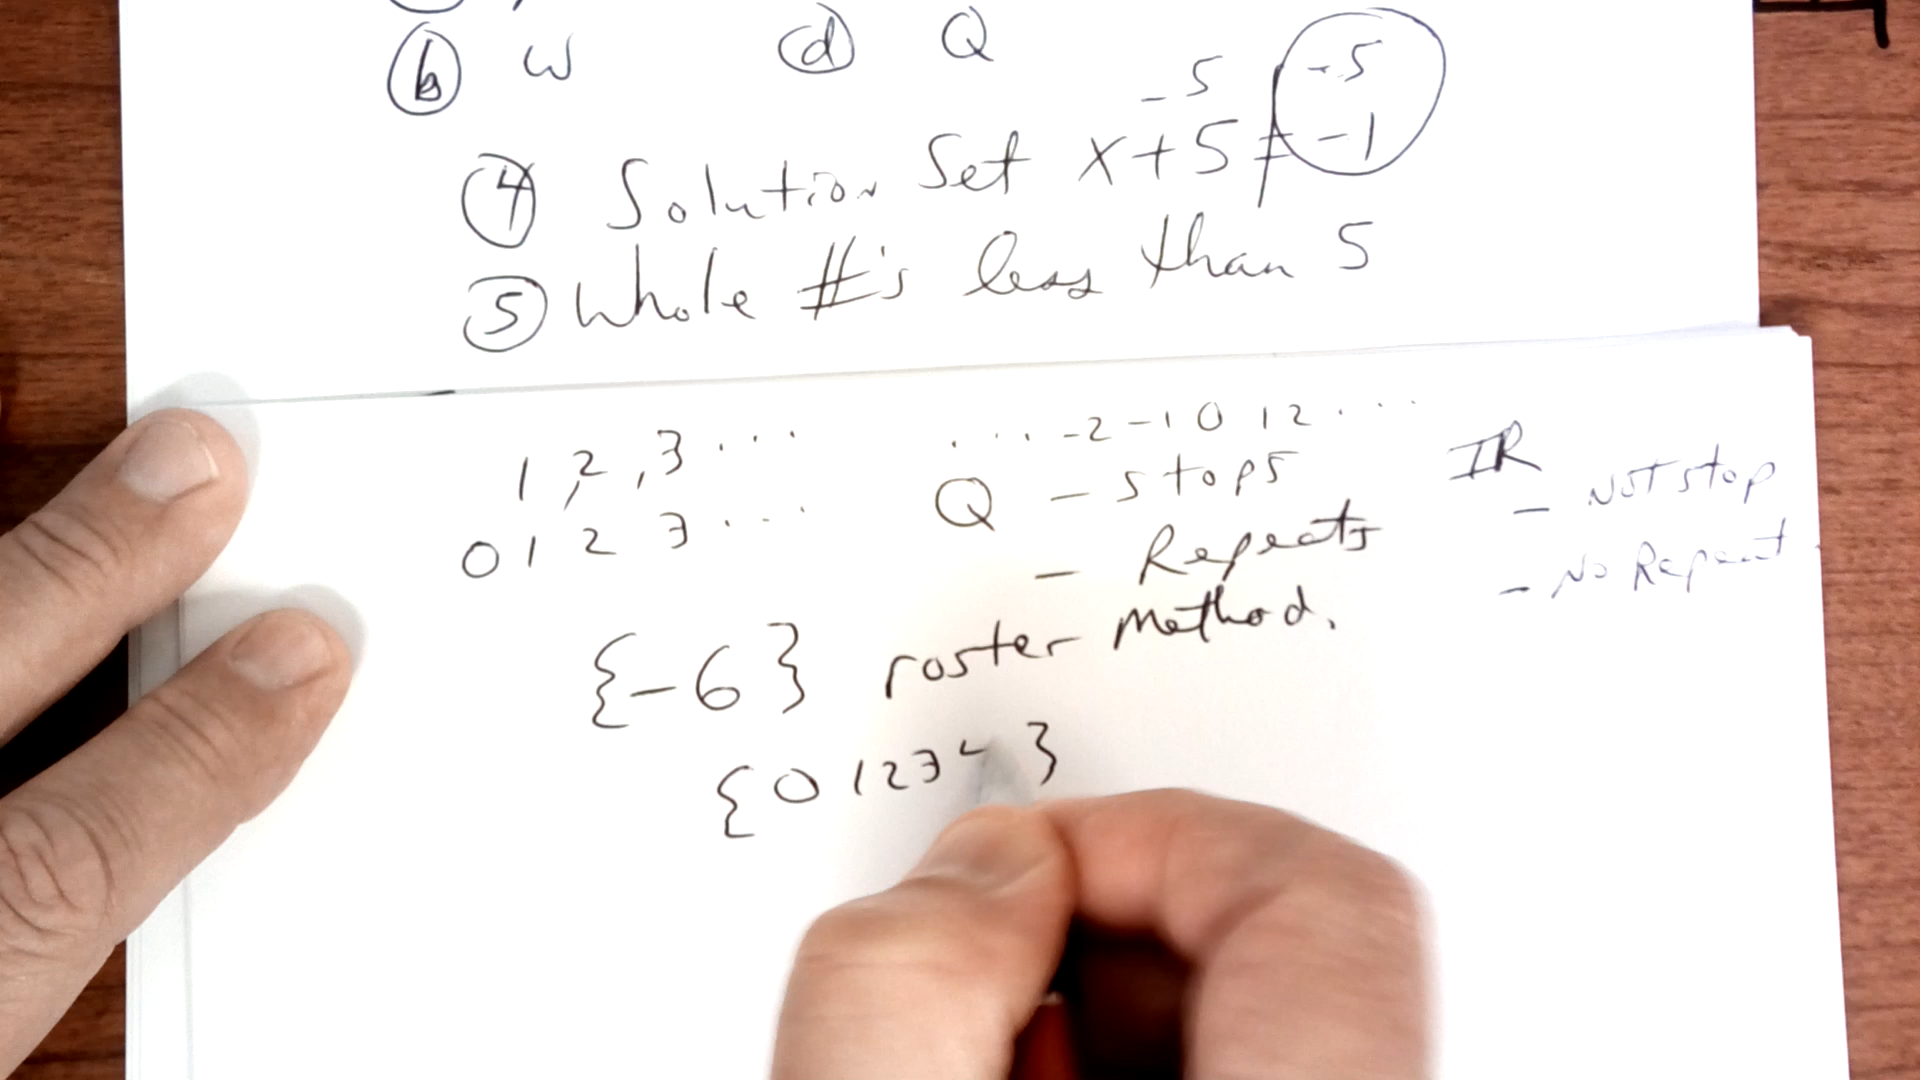 b W d Q
-5 -5
4 Solution Set x+5=-1
5 Whole #'s less than 5
1, 2, 3 ... ... -2 -1 0 1 2 ...
0 1 2 3 ... Q - stops IR - Not stop
- Repeats - No Repeat
{-6} roster Method.
{0 1 2 3 4}